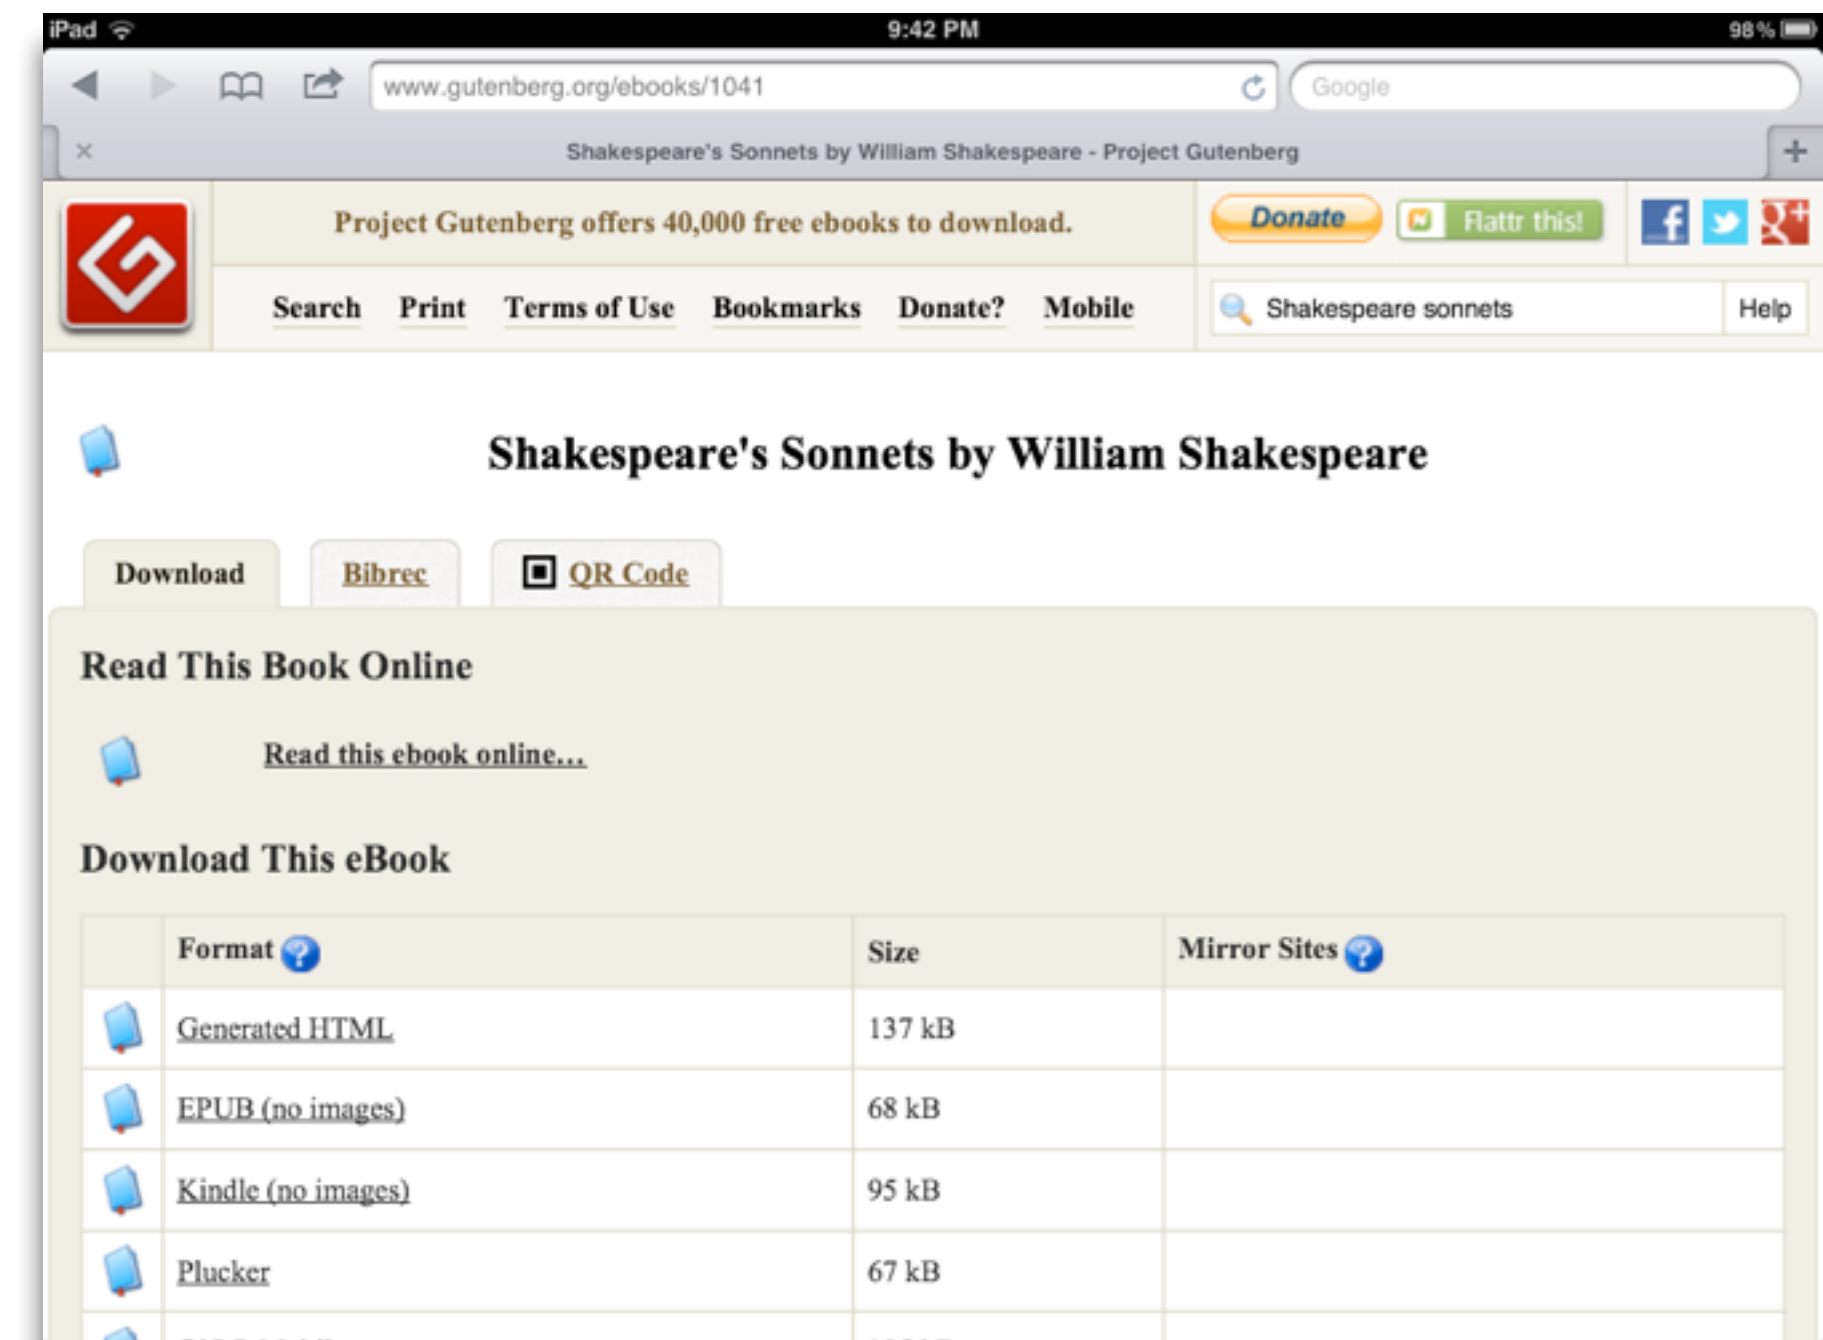 iPad 9:42 PM 98%
www.gutenberg.org/ebooks/1041 Google
Shakespeare's Sonnets by William Shakespeare - Project Gutenberg
Project Gutenberg offers 40,000 free ebooks to download. Donate Flattr this!
Search Print Terms of Use Bookmarks Donate? Mobile Shakespeare sonnets Help
Shakespeare's Sonnets by William Shakespeare
Download Bibrec QR Code
Read This Book Online
Read this ebook online...
Download This eBook
Format Size Mirror Sites
Generated HTML 137 kB
EPUB (no images) 68 kB
Kindle (no images) 95 kB
Plucker 67 kB